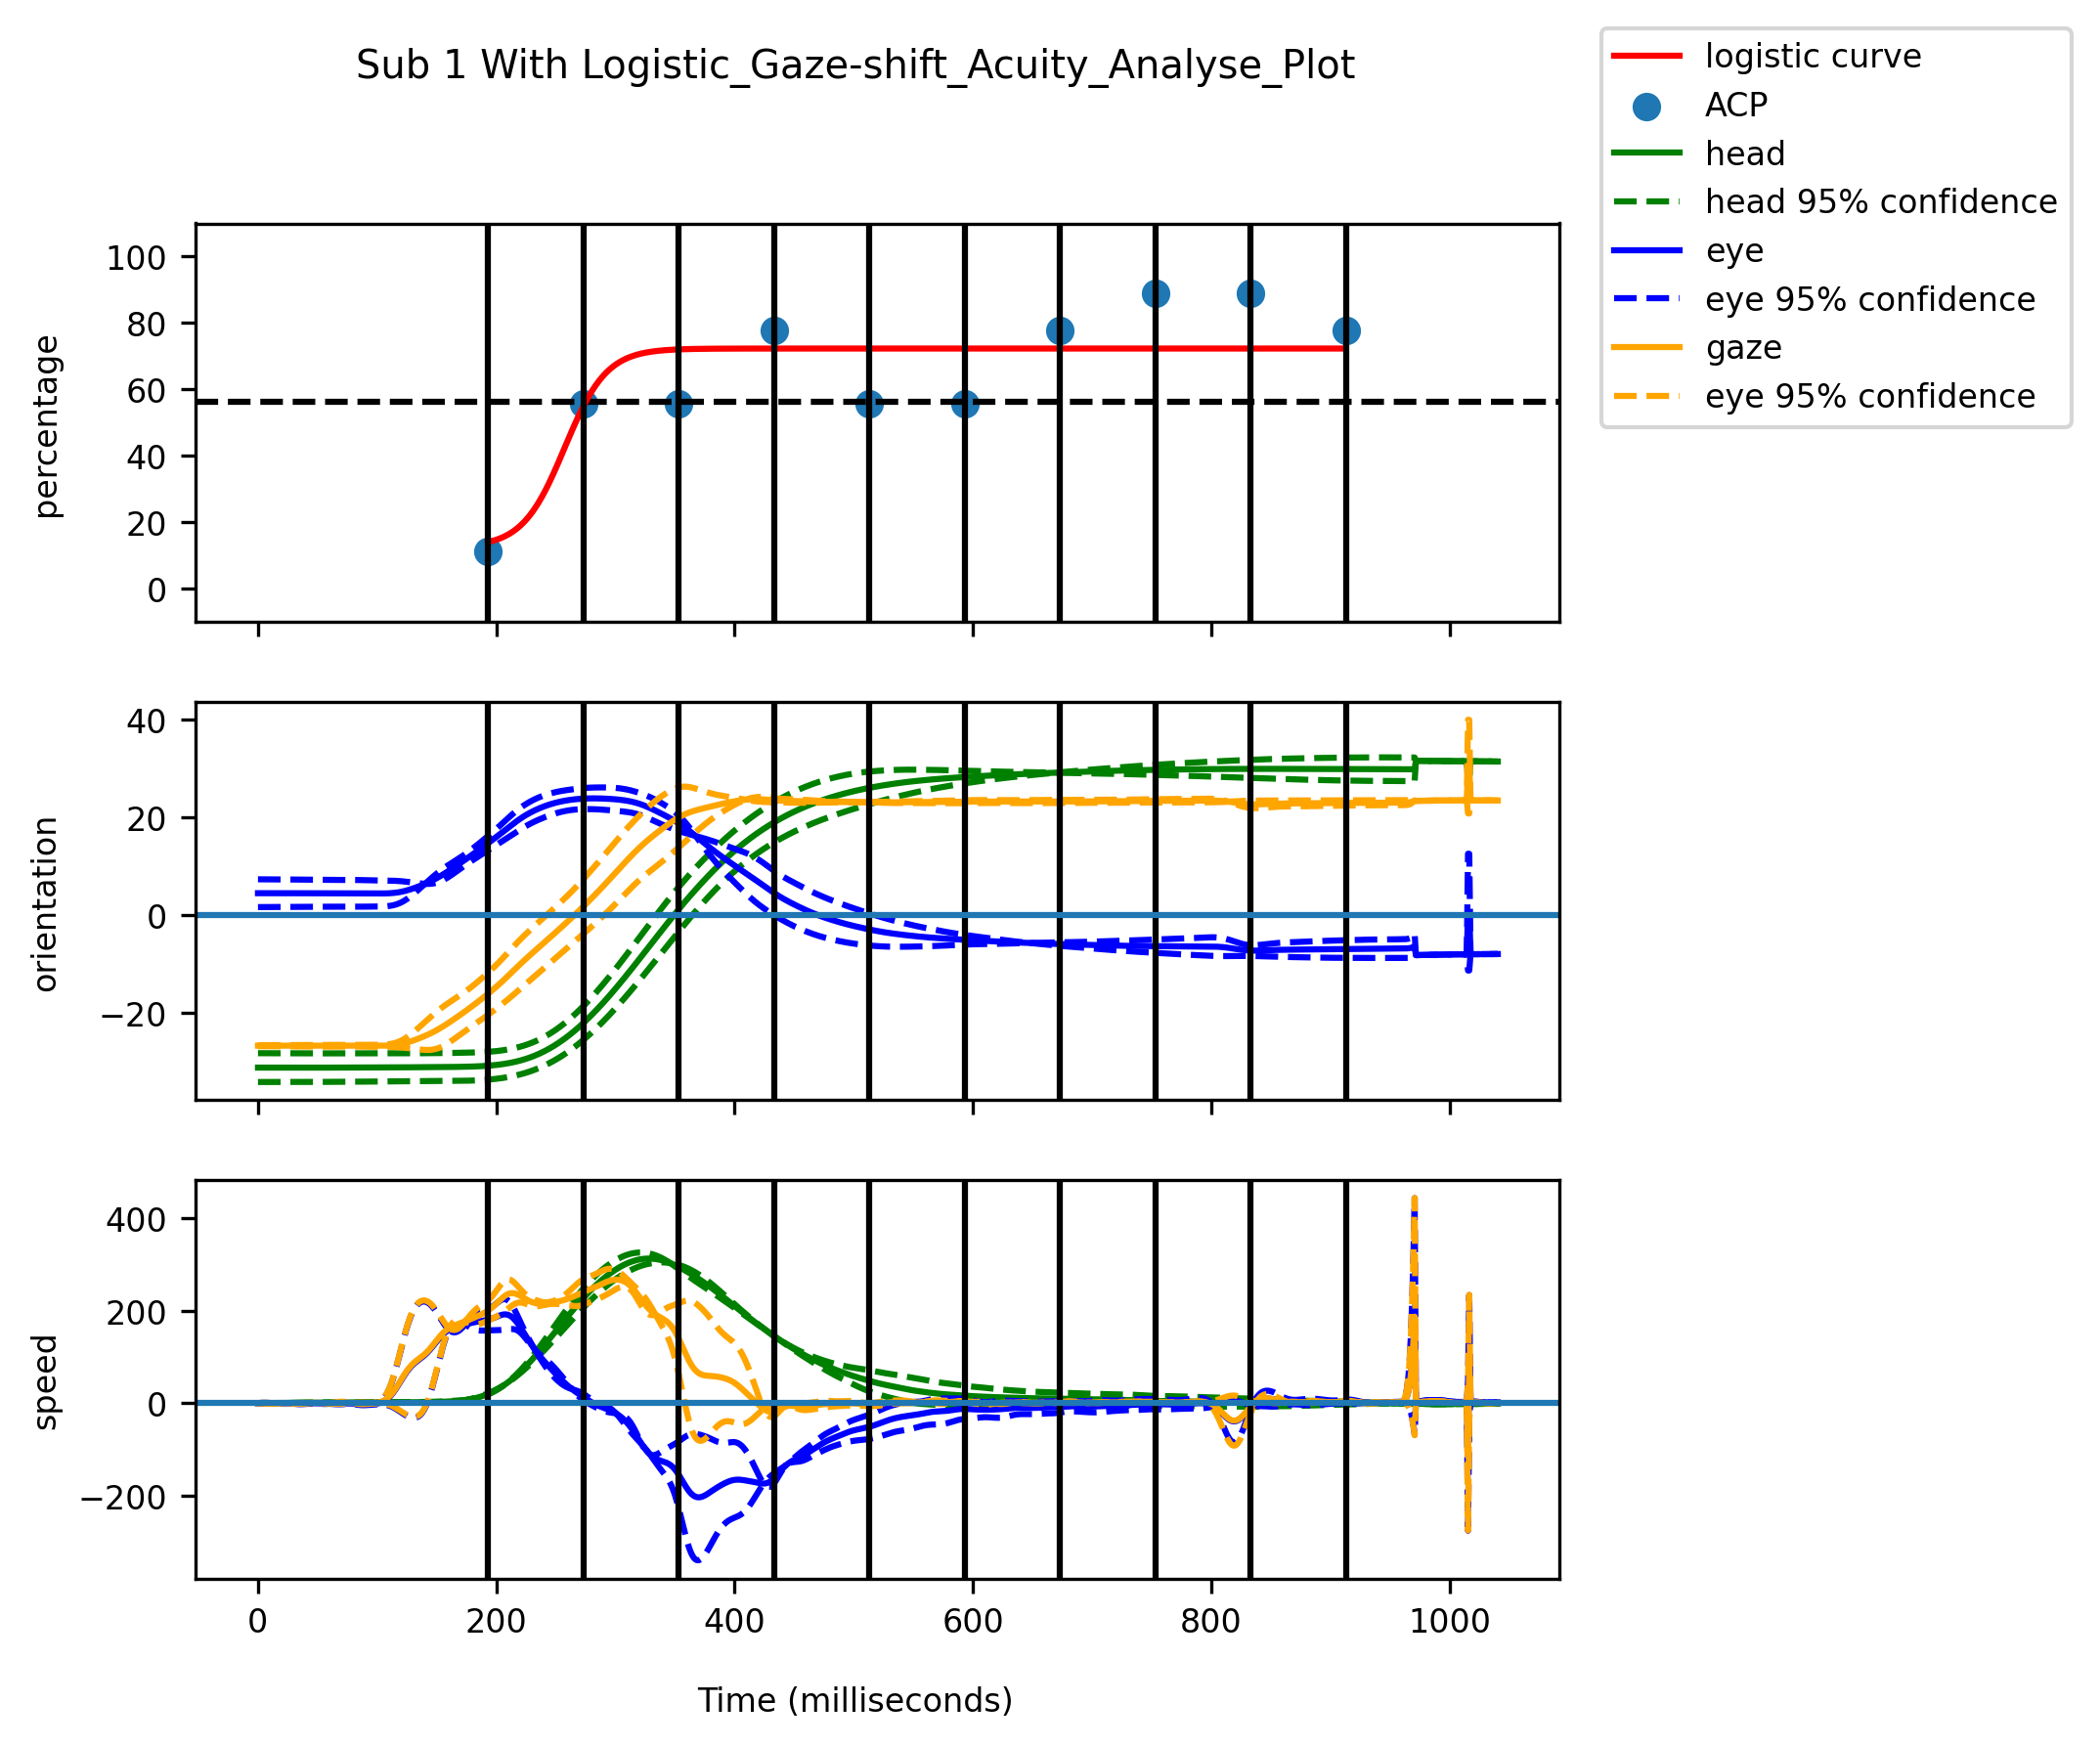 Sub 1 With Logistic_Gaze-shift_Acuity_Analyse_Plot
logistic curve
ACP
head
head 95% confidence
eye
eye 95% confidence
gaze
eye 95% confidence
percentage
100
80
60
40
20
0
orientation
40
20
0
−20
speed
400
200
0
−200
0 200 400 600 800 1000
Time (milliseconds)